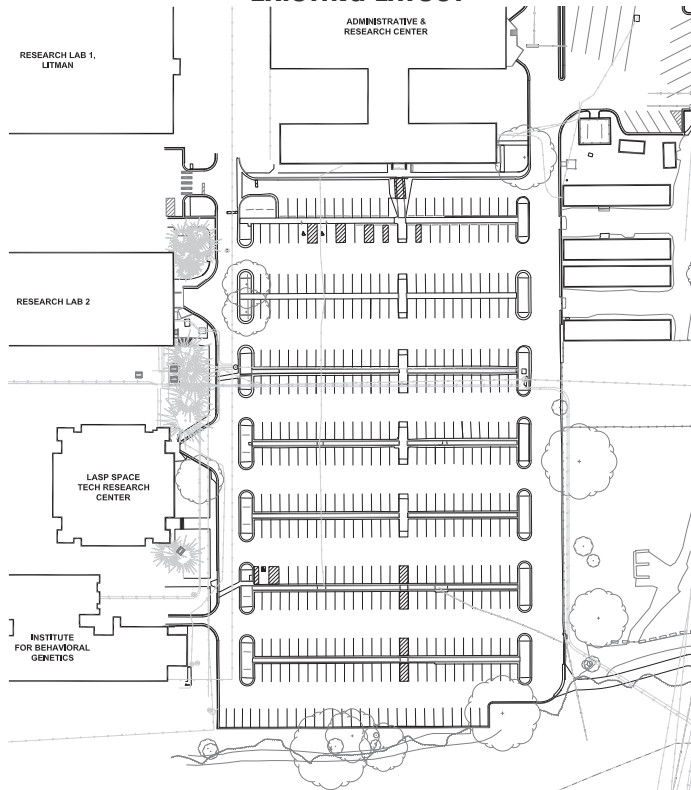 ADMINISTRATIVE &
RESEARCH CENTER
RESEARCH LAB 1,
LITMAN
RESEARCH LAB 2
LASP SPACE
TECH RESEARCH
CENTER
INSTITUTE
FOR BEHAVIORAL
GENETICS